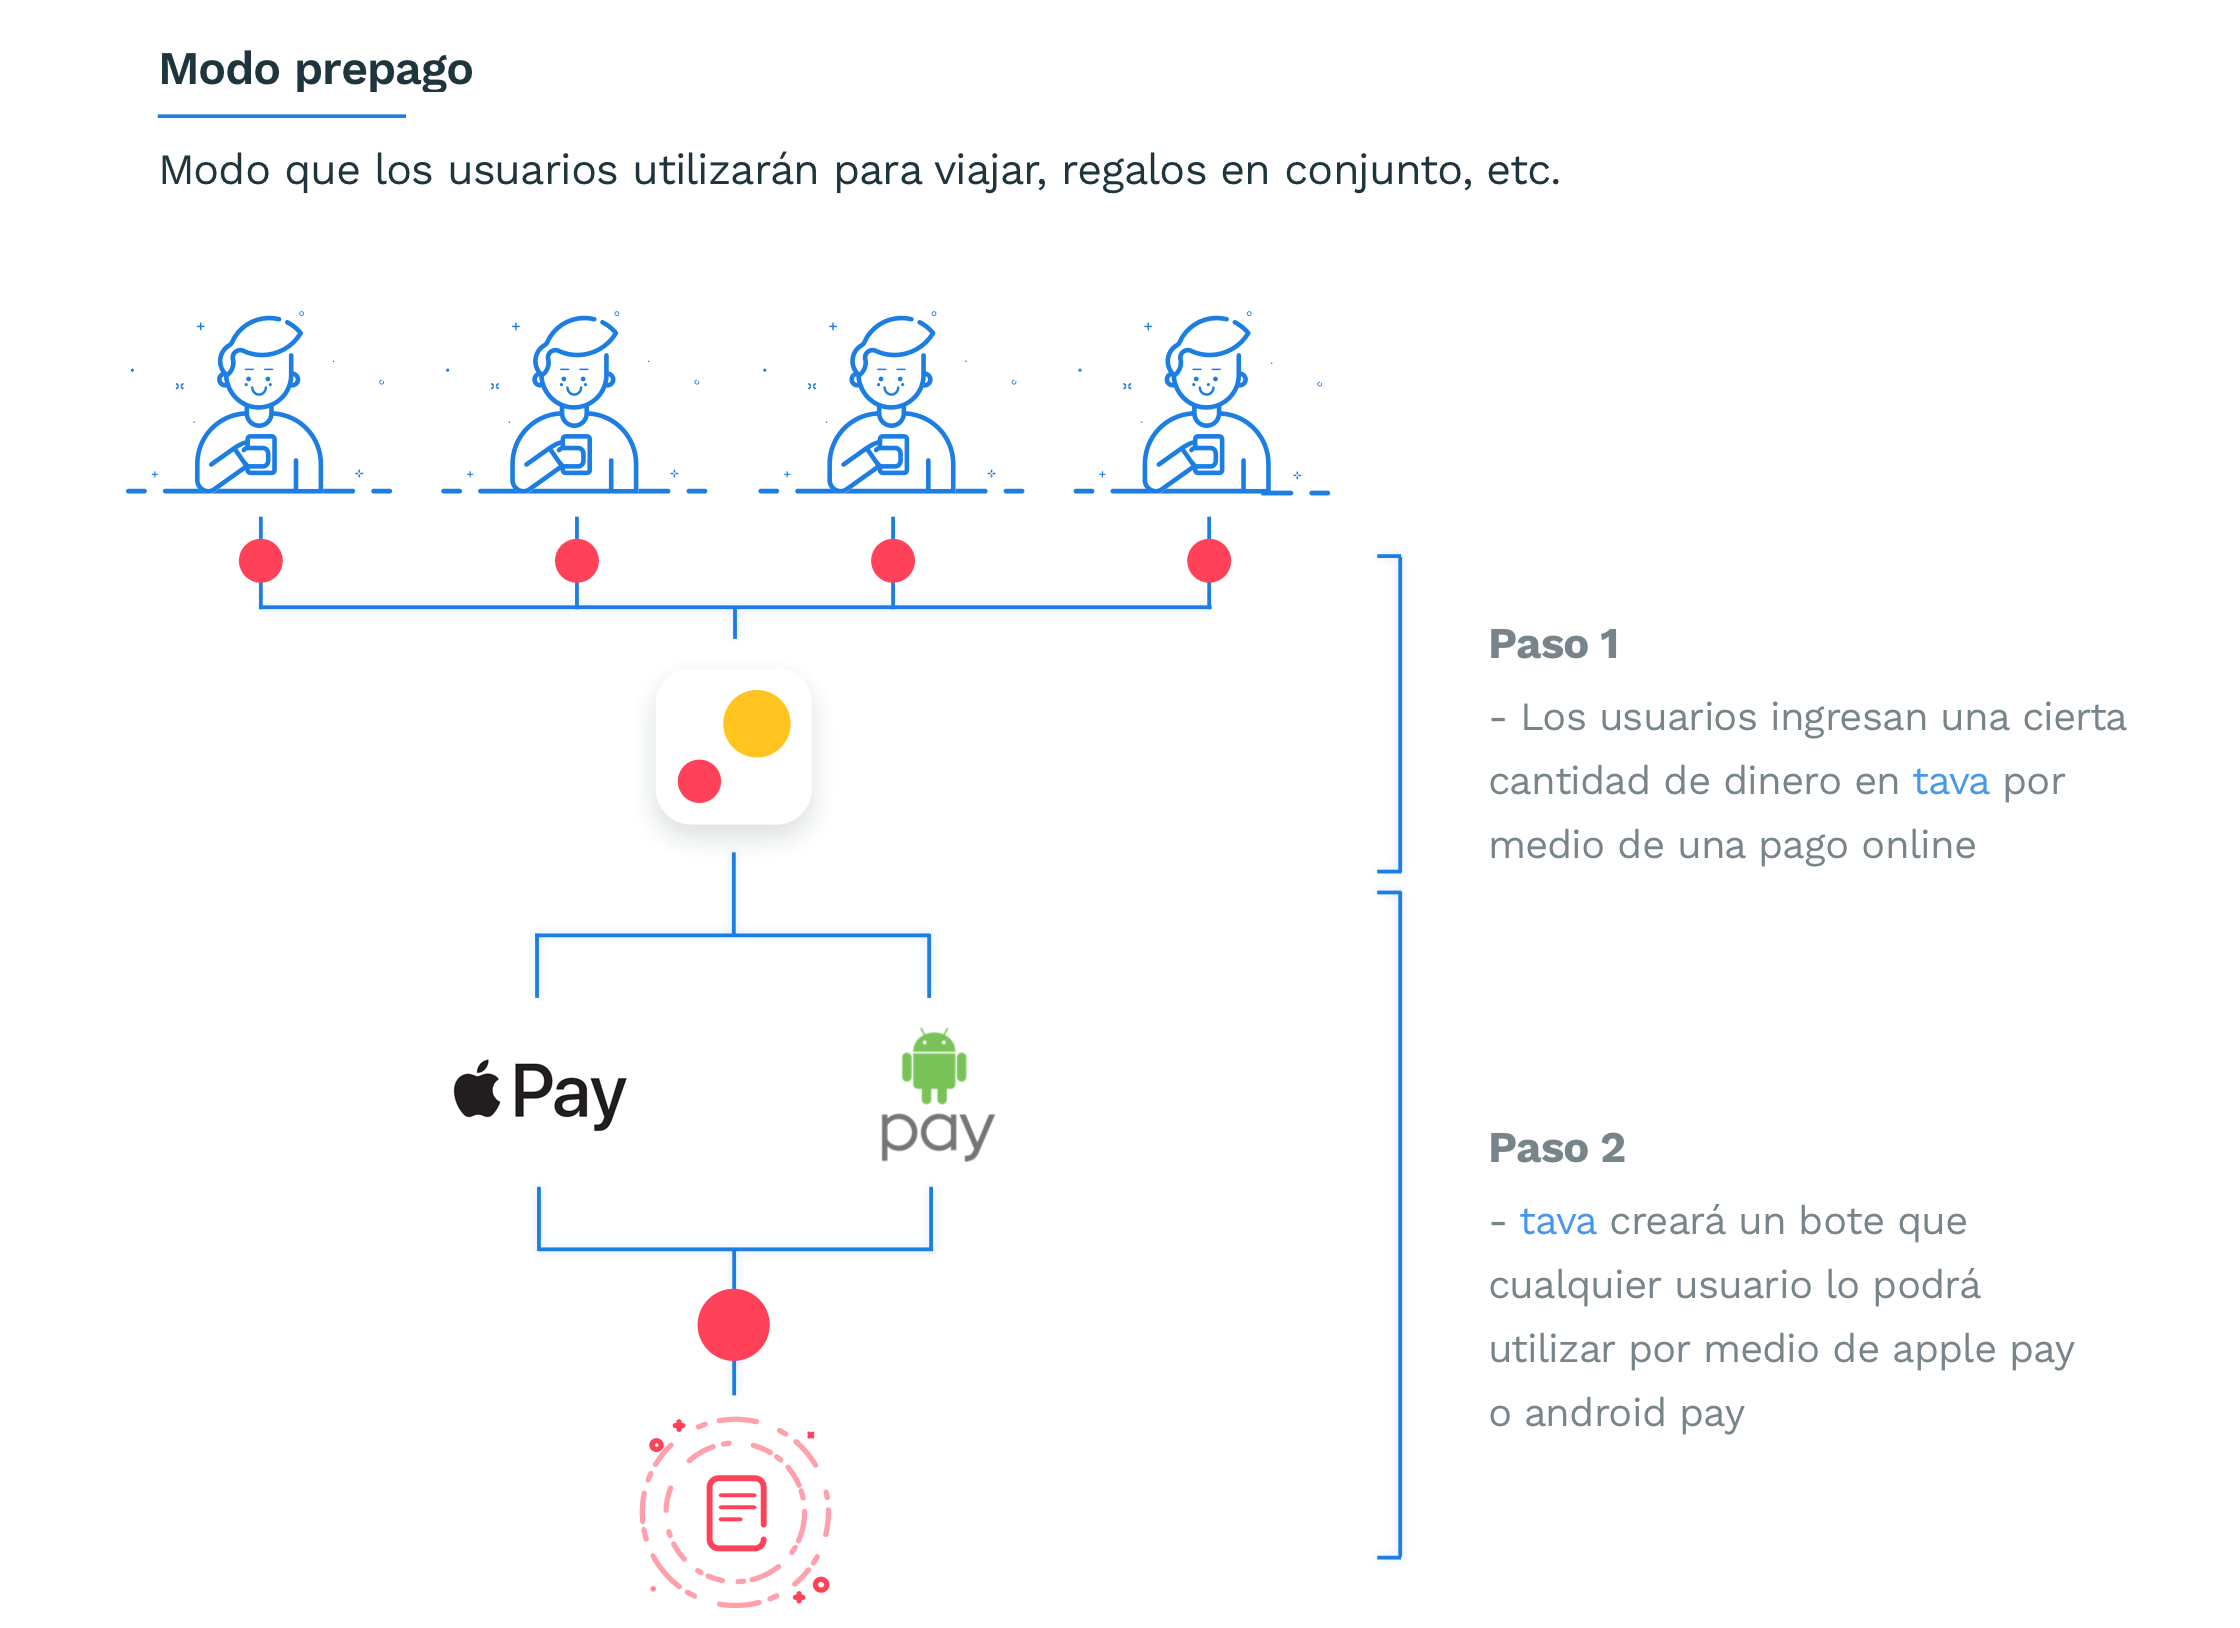 Modo prepago
Modo que los usuarios utilizarán para viajar, regalos en conjunto, etc.
Paso 1
- Los usuarios ingresan una cierta
cantidad de dinero en tava por
medio de una pago online
Pay
pay
Paso 2
- tava creará un bote que
cualquier usuario lo podrá
utilizar por medio de apple pay
o android pay